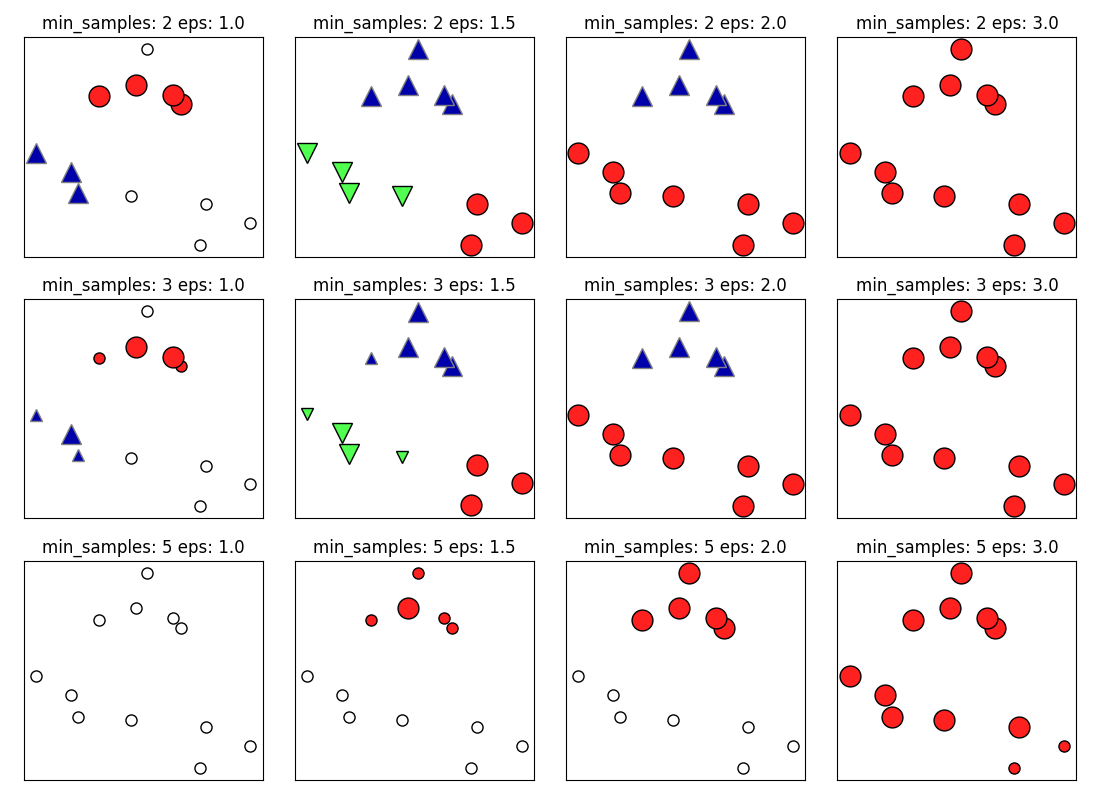 min_samples: 2 eps: 1.0
min_samples: 2 eps: 1.5
min_samples: 2 eps: 2.0
min_samples: 2 eps: 3.0
min_samples: 3 eps: 1.0
min_samples: 3 eps: 1.5
min_samples: 3 eps: 2.0
min_samples: 3 eps: 3.0
min_samples: 5 eps: 1.0
min_samples: 5 eps: 1.5
min_samples: 5 eps: 2.0
min_samples: 5 eps: 3.0